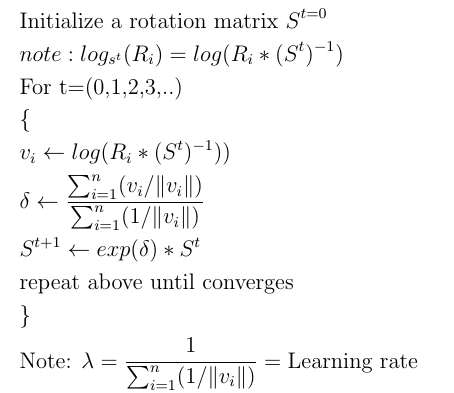 Initialize a rotation matrix $S^{t=0}$
$note : log_{s^t}(R_i) = log(R_i * (S^t)^{-1})$
For t=(0,1,2,3,..)
{
$v_i \leftarrow log(R_i * (S^t)^{-1}))$
$\delta \leftarrow \dfrac{\sum_{i=1}^{n}(v_i/\|v_i\|)}{\sum_{i=1}^{n}(1/\|v_i\|)}$
$S^{t+1} \leftarrow exp(\delta) * S^t$
repeat above until converges
}
Note: $\lambda = \dfrac{1}{\sum_{i=1}^{n}(1/\|v_i\|)}$ = Learning rate